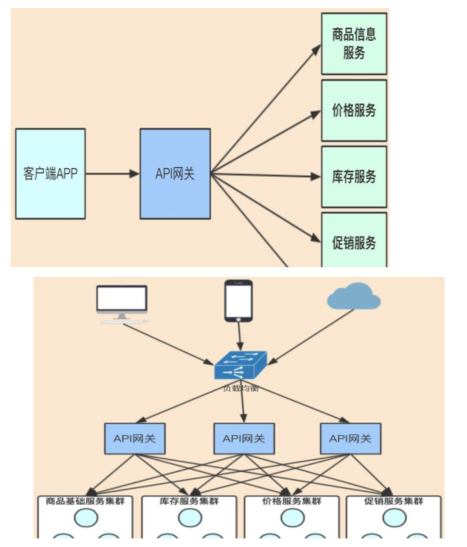 商品信息
服务
价格服务
客户端APP
API网关
库存服务
促销服务
负载均衡
API网关
API网关
API网关
商品基础服务集群
库存服务集群
价格服务集群
促销服务集群